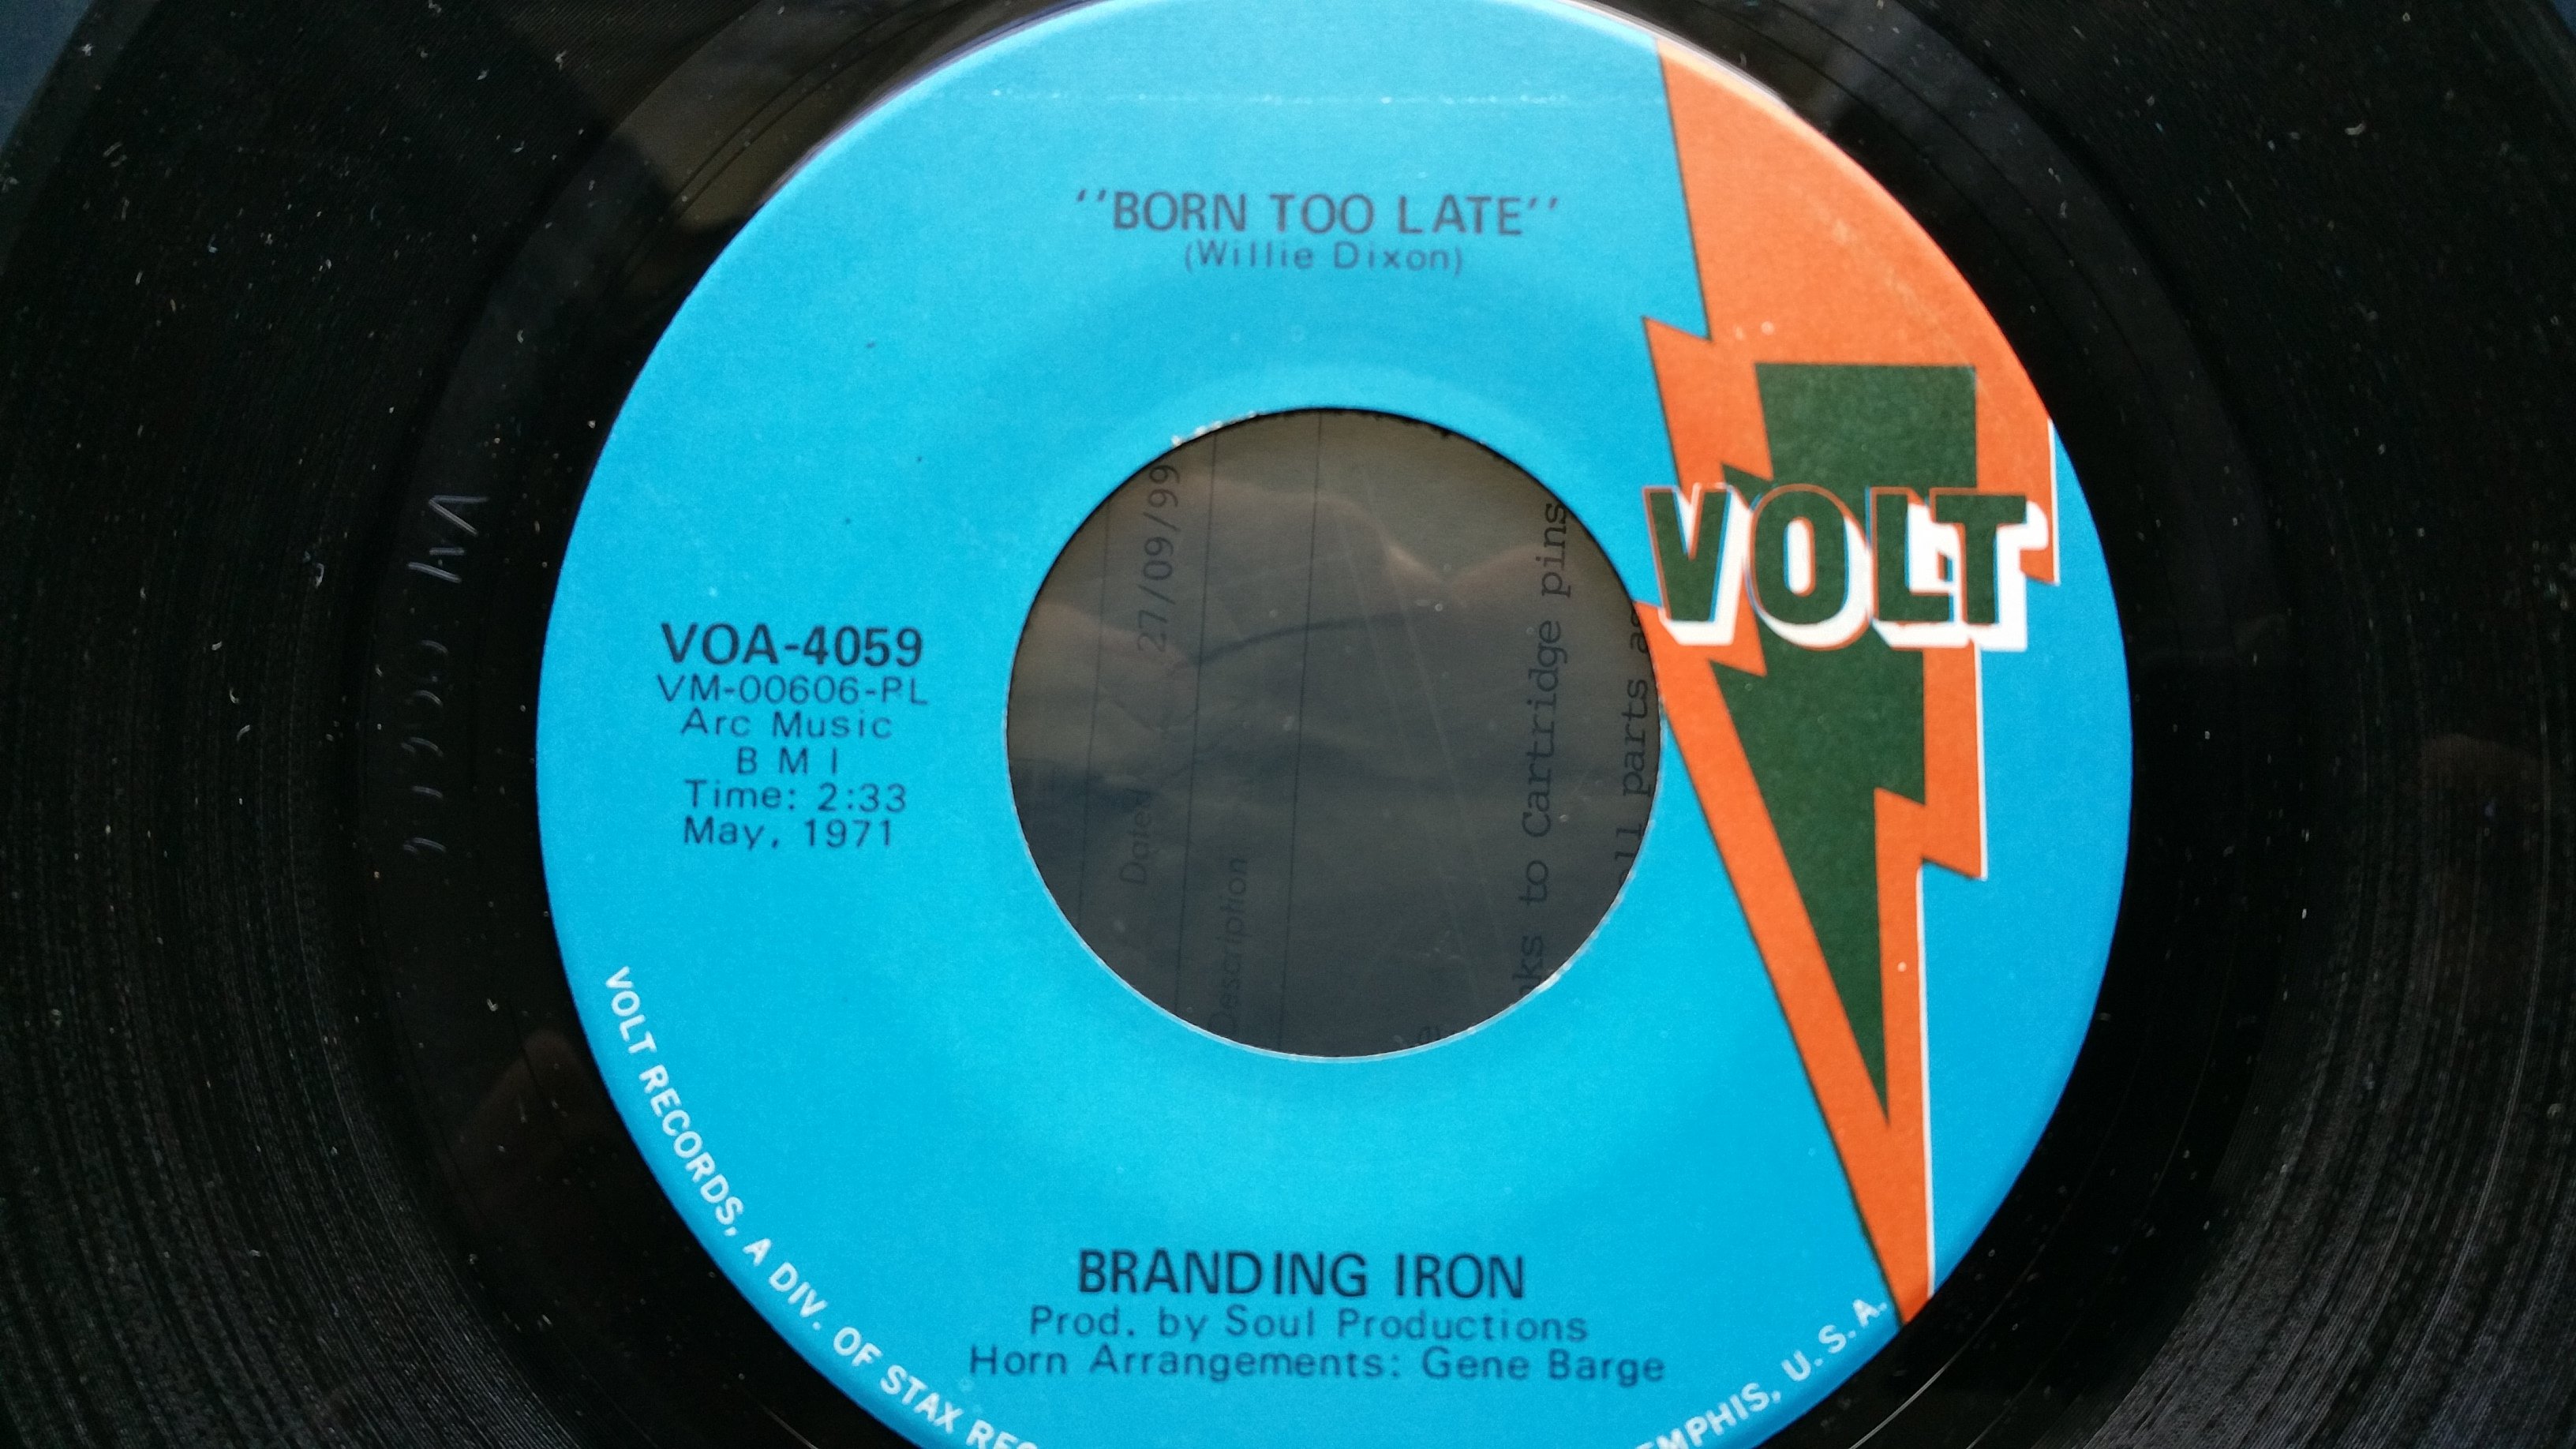 ''BORN TOO LATE''
(Willie Dixon)
VOLT
VOA-4059
VM-00606-PL
Arc Music
B M I
Time: 2:33
May, 1971
BRANDING IRON
Prod. by Soul Productions
Horn Arrangements: Gene Barge
VOLT RECORDS, A DIV. OF STAX
U.S.A.
Dated 27/09/99
Description
to Cartridge pins
parts